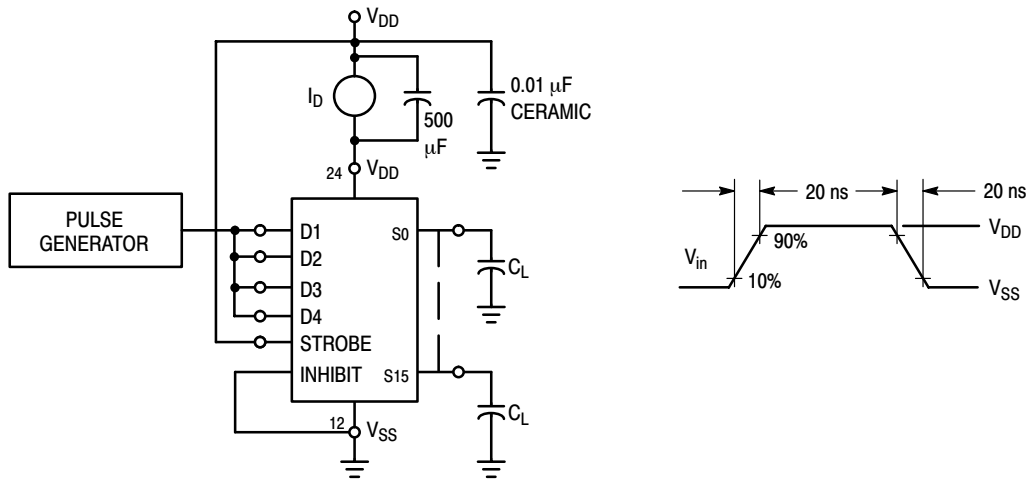 V_DD
I_D
500
μF
0.01 μF
CERAMIC
24
V_DD
PULSE
GENERATOR
D1
D2
D3
D4
STROBE
INHIBIT
S0
S15
C_L
C_L
12
V_SS
20 ns
20 ns
V_in
90%
10%
V_DD
V_SS